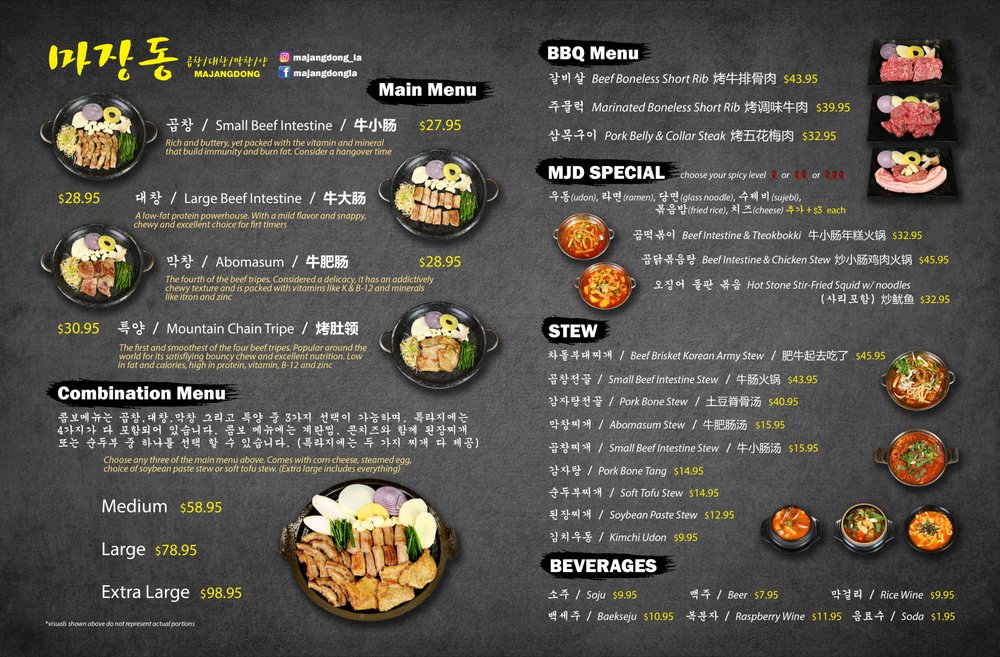 마장동
곱창/대창/막창/양
MAJANGDONG
majangdong_la
majangdongla
Main Menu
곱창 / Small Beef Intestine / 牛小肠 $27.95
Rich and buttery, yet packed with the vitamin and mineral
that build immunity and burn fat. Consider a hangover time
$28.95 대창 / Large Beef Intestine / 牛大肠
A low-fat protein powerhouse. With a mild flavor and snappy,
chewy and excellent choice for firt timers
막창 / Abomasum / 牛肥肠 $28.95
The fourth of the beef tripes. Considered a delicacy, it has an addictively
chewy texture and is packed with vitamins like K & B-12 and minerals
like itron and zinc
$30.95 특양 / Mountain Chain Tripe / 烤肚领
The first and smoothest of the four beef tripes. Popular around the
world for its satisflying bouncy chew and excellent nutrition. Low
in fat and calories, high in protein, vitamin, B-12 and zinc
Combination Menu
콤보메뉴는 곱창,대창,막창 그리고 특양 중 3가지 선택이 가능하며, 특라지에는
4가지가 다 포함되어 있습니다. 콤보 메뉴에는 계란찜, 콘치즈와 함께 된장찌개
또는 순두부 중 하나를 선택 할 수 있습니다. (특라지에는 두 가지 찌개 다 제공)
Choose any three of the main menu above. Comes with corn cheese, steamed egg,
choice of soybean paste stew or soft tofu stew. (Extra large includes everything)
Medium $58.95
Large $78.95
Extra Large $98.95
*visuals shown above do not represent actual portions
BBQ Menu
갈비살 Beef Boneless Short Rib 烤牛排骨肉 $43.95
주물럭 Marinated Boneless Short Rib 烤调味牛肉 $39.95
삼목구이 Pork Belly & Collar Steak 烤五花梅肉 $32.95
MJD SPECIAL choose your spicy level or or
우동(udon), 라면(ramen), 당면(glass noodle), 수제비(sujebi),
볶음밥(fried rice), 치즈(cheese) 추가 +$3 each
곱떡볶이 Beef Intestine & Tteokbokki 牛小肠年糕火锅 $32.95
곱닭볶음탕 Beef Intestine & Chicken Stew 炒小肠鸡肉火锅 $45.95
오징어 돌판 볶음 Hot Stone Stir-Fried Squid w/ noodles
(사리포함) 炒鱿鱼 $32.95
STEW
차돌부대찌개 / Beef Brisket Korean Army Stew / 肥牛起去吃了 $45.95
곱창전골 / Small Beef Intestine Stew / 牛肠火锅 $43.95
감자탕전골 / Pork Bone Stew / 土豆脊骨汤 $40.95
막창찌개 / Abomasum Stew / 牛肥肠汤 $15.95
곱창찌개 / Small Beef Intestine Stew / 牛小肠汤 $15.95
감자탕 / Pork Bone Tang $14.95
순두부찌개 / Soft Tofu Stew $14.95
된장찌개 / Soybean Paste Stew $12.95
김치우동 / Kimchi Udon $9.95
BEVERAGES
소주 / Soju $9.95 맥주 / Beer $7.95 막걸리 / Rice Wine $9.95
백세주 / Baekseju $10.95 복분자 / Raspberry Wine $11.95 음료수 / Soda $1.95